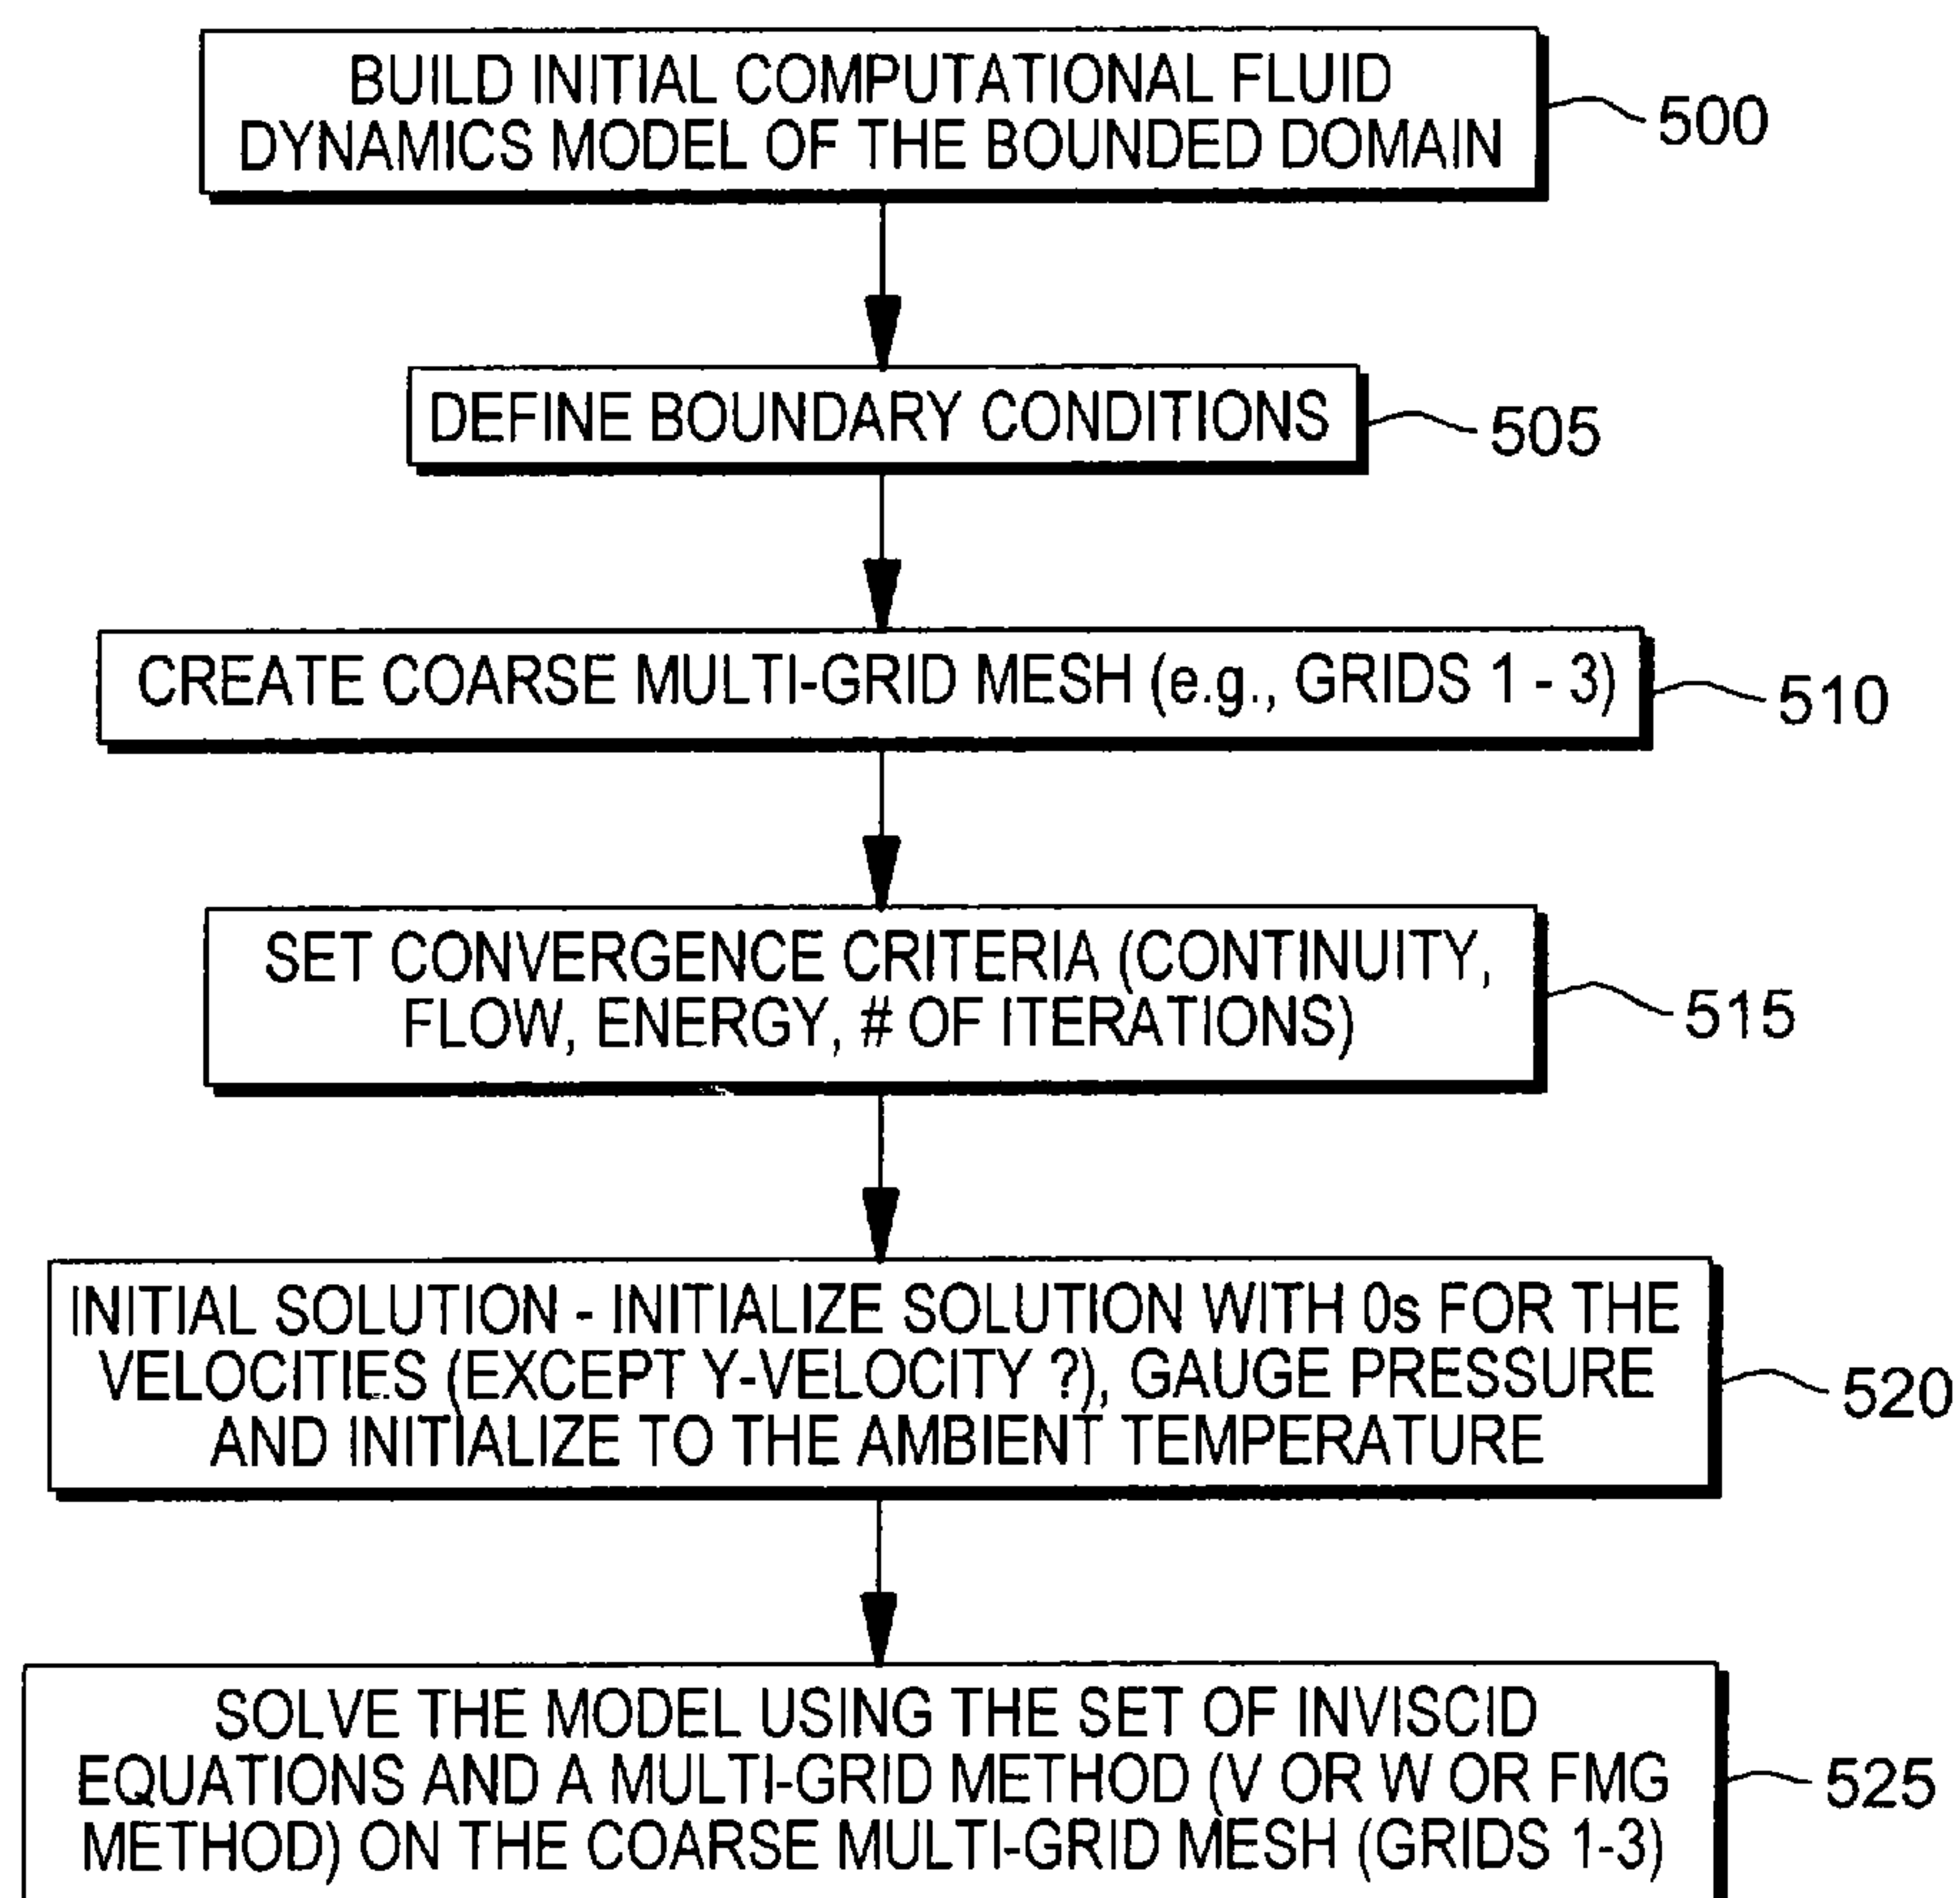 BUILD INITIAL COMPUTATIONAL FLUID
DYNAMICS MODEL OF THE BOUNDED DOMAIN
500
DEFINE BOUNDARY CONDITIONS
505
CREATE COARSE MULTI-GRID MESH (e.g., GRIDS 1 - 3)
510
SET CONVERGENCE CRITERIA (CONTINUITY,
FLOW, ENERGY, # OF ITERATIONS)
515
INITIAL SOLUTION - INITIALIZE SOLUTION WITH 0s FOR THE
VELOCITIES (EXCEPT Y-VELOCITY ?), GAUGE PRESSURE
AND INITIALIZE TO THE AMBIENT TEMPERATURE
520
SOLVE THE MODEL USING THE SET OF INVISCID
EQUATIONS AND A MULTI-GRID METHOD (V OR W OR FMG
METHOD) ON THE COARSE MULTI-GRID MESH (GRIDS 1-3)
525